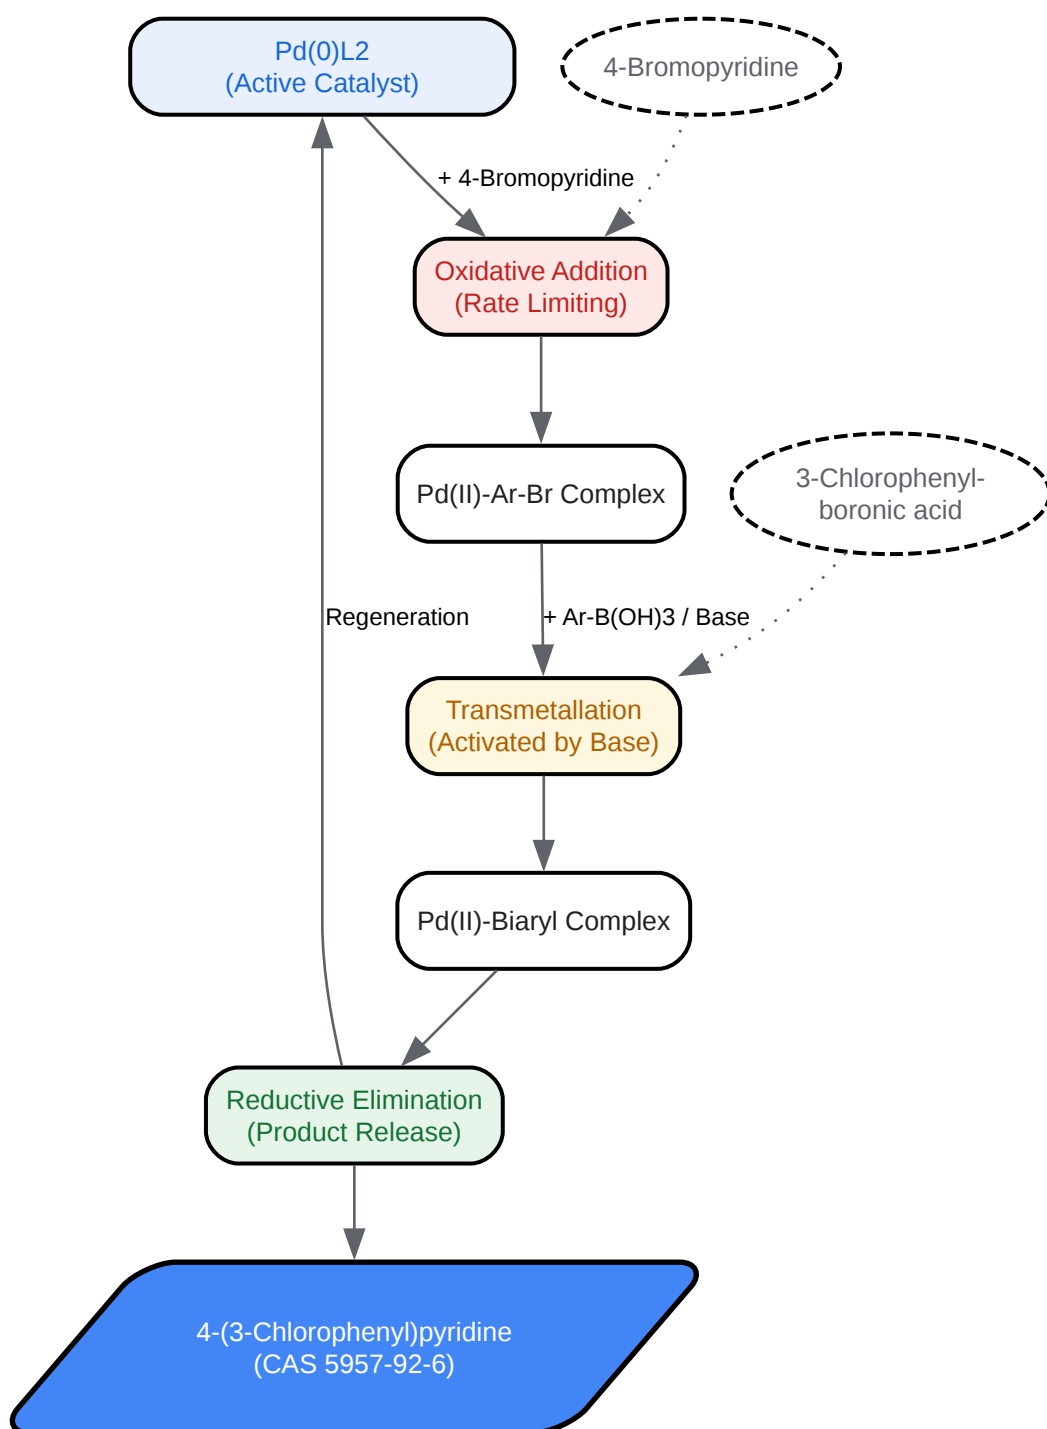 Pd(0)L2
(Active Catalyst)
4-Bromopyridine
+ 4-Bromopyridine
Oxidative Addition
(Rate Limiting)
Pd(II)-Ar-Br Complex
3-Chlorophenyl-
boronic acid
Regeneration
+ Ar-B(OH)3 / Base
Transmetallation
(Activated by Base)
Pd(II)-Biaryl Complex
Reductive Elimination
(Product Release)
4-(3-Chlorophenyl)pyridine
(CAS 5957-92-6)